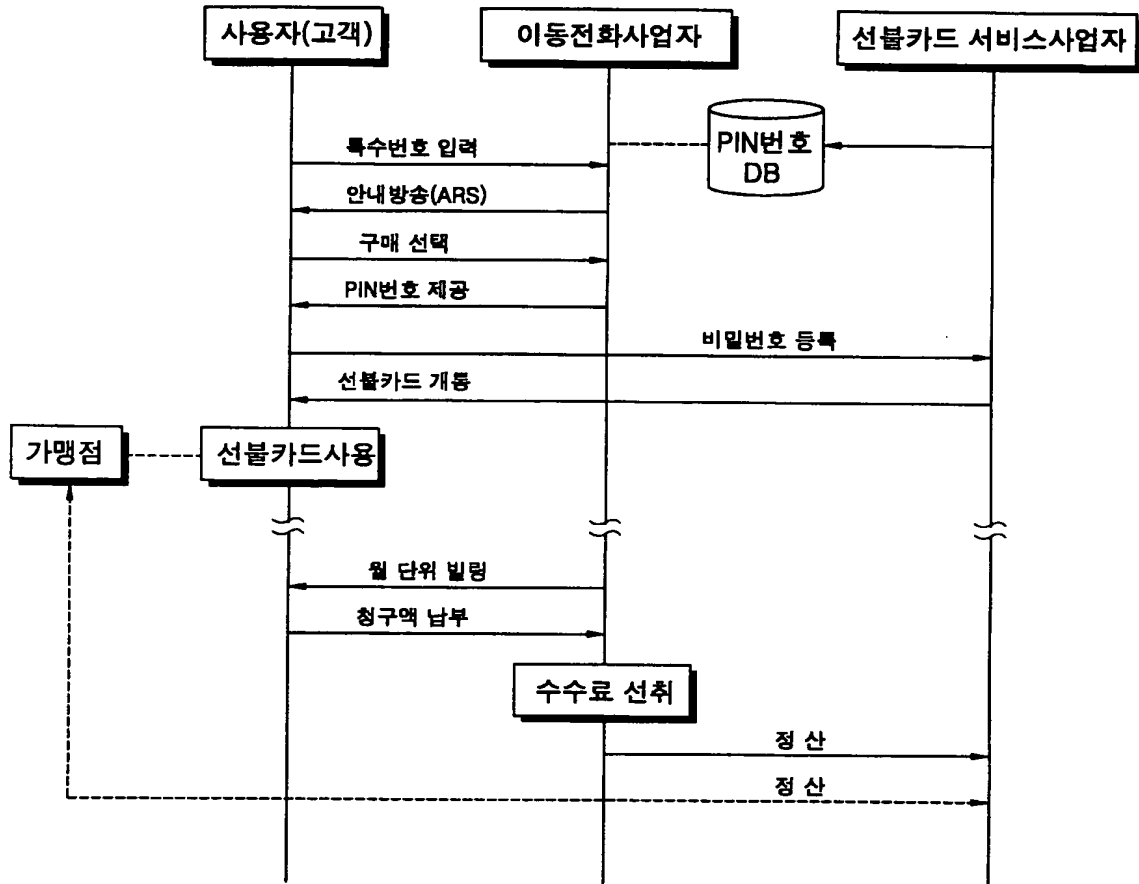 사용자(고객)
이동전화사업자
선불카드 서비스사업자
PIN번호
DB
특수번호 입력
안내방송(ARS)
구매 선택
PIN번호 제공
비밀번호 등록
선불카드 개통
가맹점
선불카드사용
월 단위 빌링
청구액 납부
수수료 선취
정 산
정 산